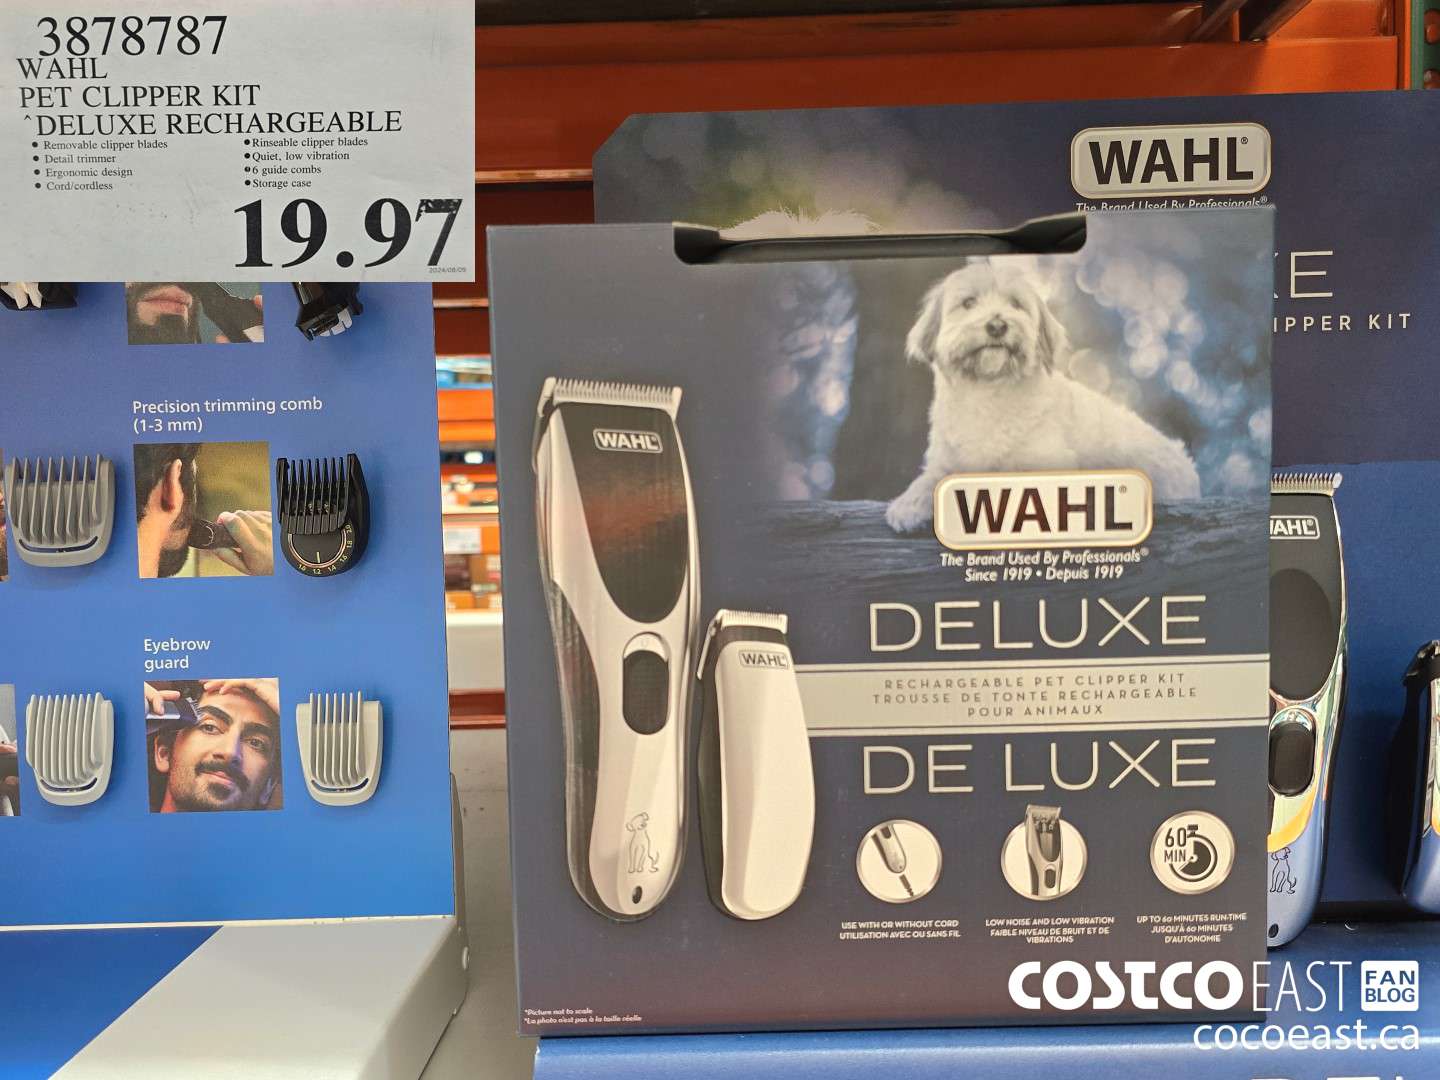 3878787
WAHL
PET CLIPPER KIT
^DELUXE RECHARGEABLE
• Removable clipper blades
• Detail trimmer
• Ergonomic design
• Cord/cordless
• Rinseable clipper blades
• Quiet, low vibration
• 6 guide combs
• Storage case
19.97
2024/08/09
Precision trimming comb
(1-3 mm)
Eyebrow
guard
WAHL®
The Brand Used By Professionals®
E
IPPER KIT
WAHL®
WAHL
WAHL®
The Brand Used By Professionals®
Since 1919 • Depuis 1919
DELUXE
RECHARGEABLE PET CLIPPER KIT
TROUSSE DE TONTE RECHARGEABLE
POUR ANIMAUX
DE LUXE
60
MIN
USE WITH OR WITHOUT CORD
UTILISATION AVEC OU SANS FIL
LOW NOISE AND LOW VIBRATION
FAIBLE NIVEAU DE BRUIT ET DE
VIBRATIONS
UP TO 60 MINUTES RUN-TIME
JUSQU'À 60 MINUTES
D'AUTONOMIE
*Picture not to scale
*La photo n'est pas à la taille réelle
AHL®
COSTCO EAST FAN
BLOG
cocoeast.ca